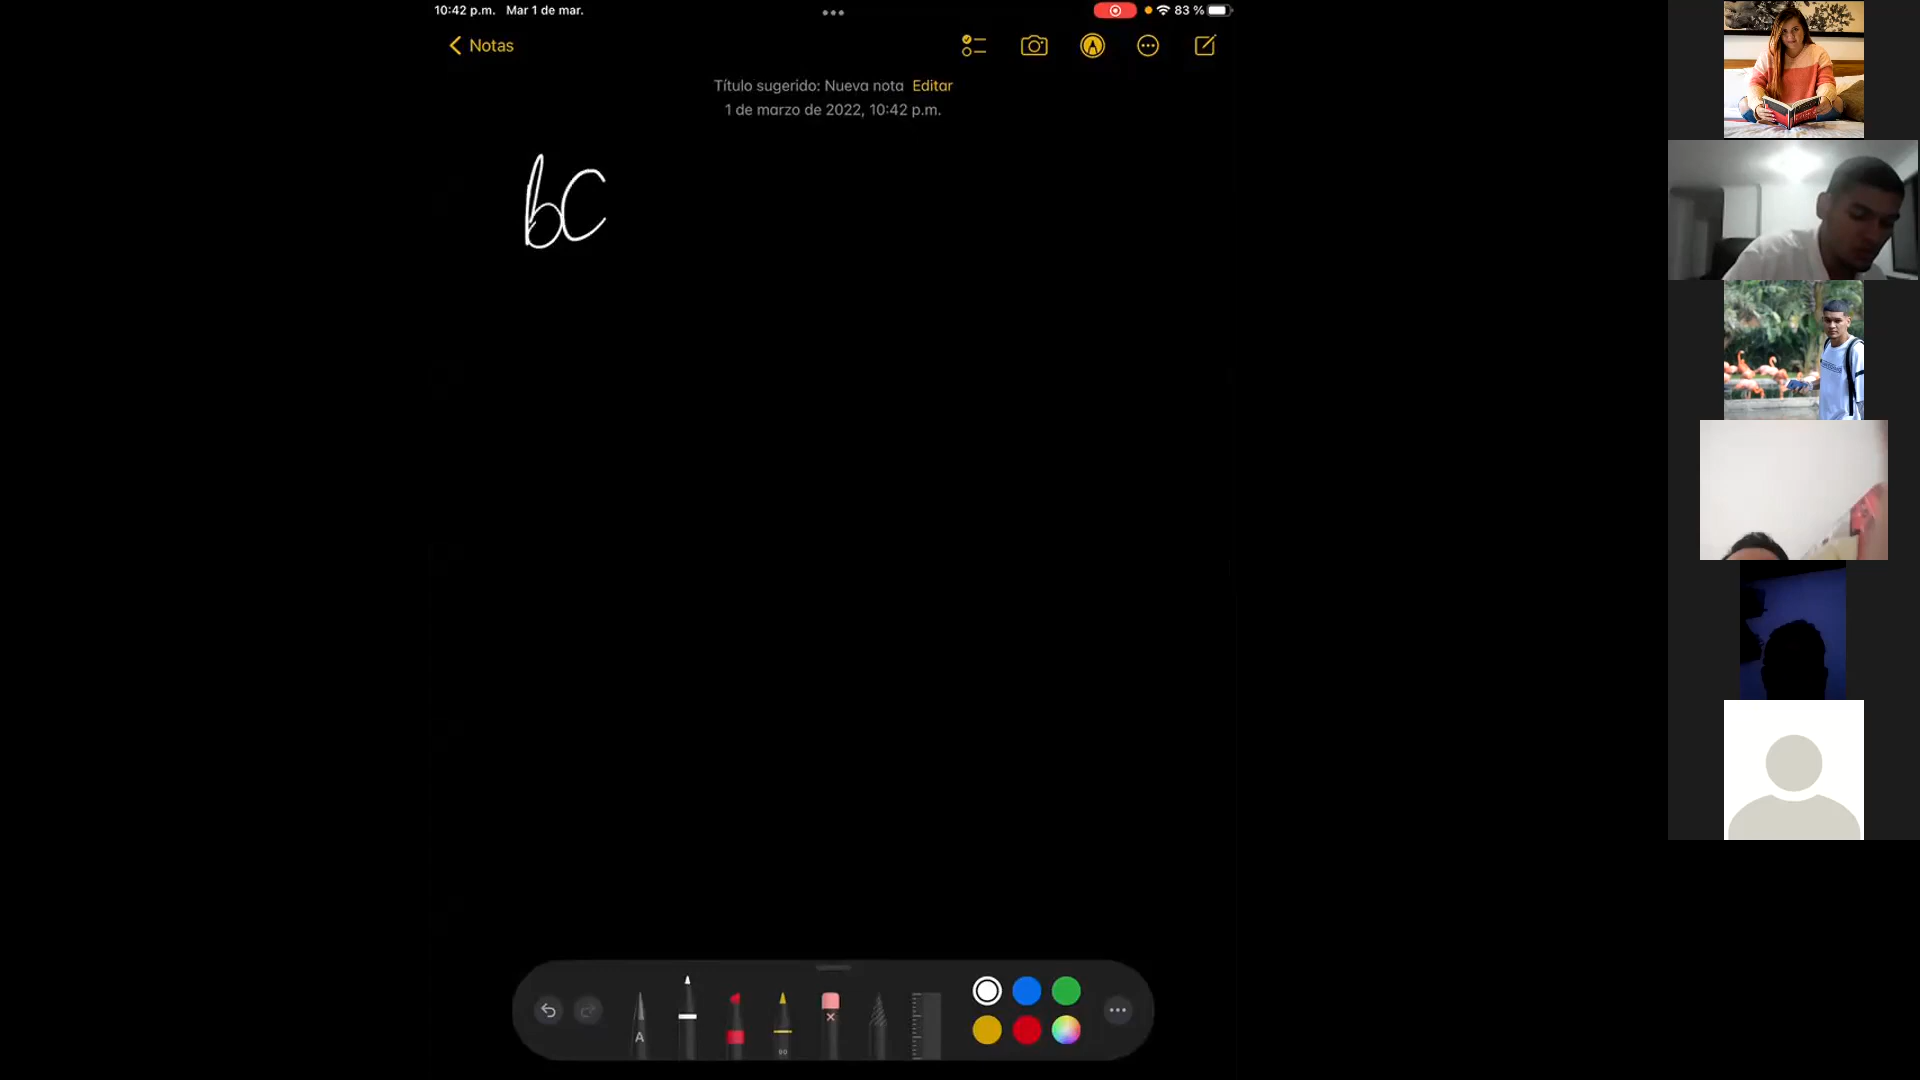 10:42 p.m. Mar 1 de mar.
83 %
Notas
Título sugerido: Nueva nota Editar
1 de marzo de 2022, 10:42 p.m.
bC
A
80